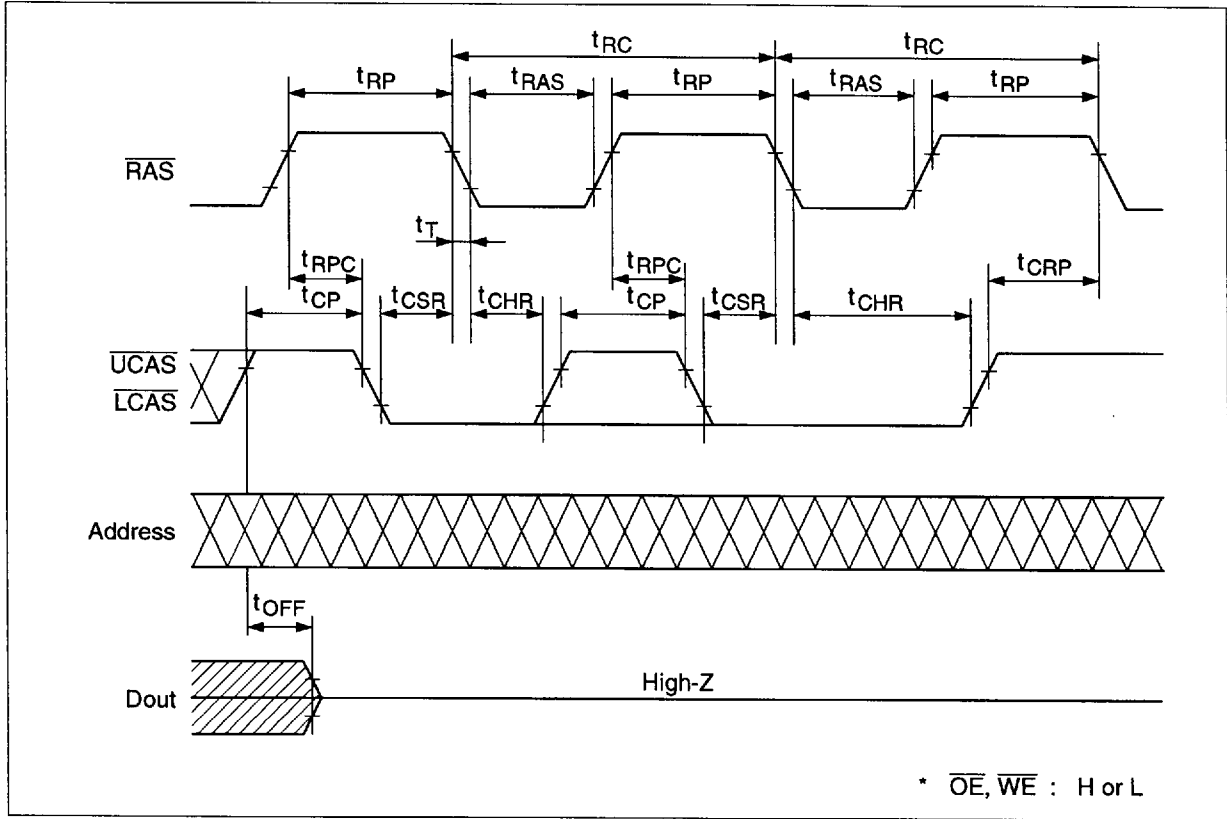 tRC tRC
tRP tRAS tRP tRAS tRP
RAS
tT
tRPC tRPC tCRP
tCP tCSR tCHR tCP tCSR tCHR
UCAS
LCAS
Address
tOFF
High-Z
Dout
* OE, WE : H or L